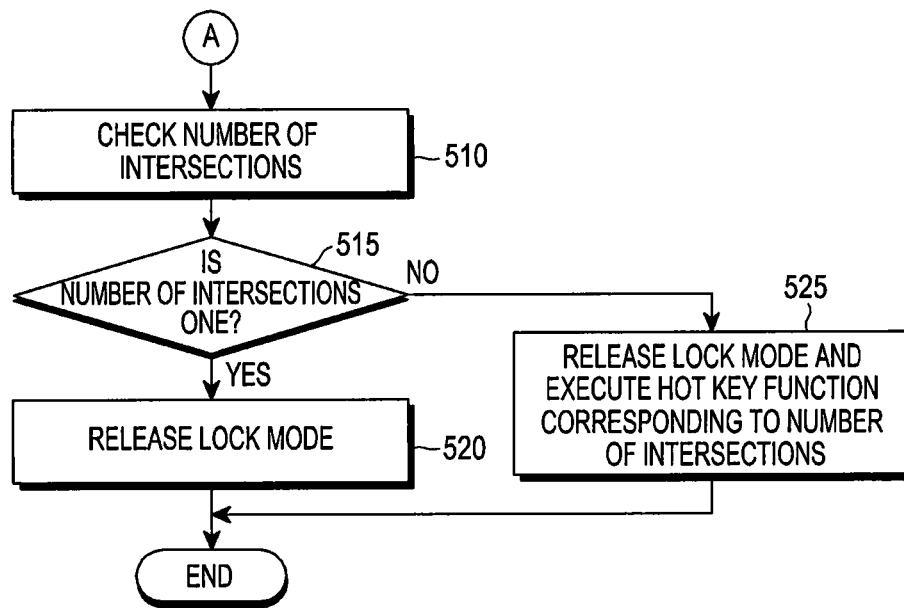 A
CHECK NUMBER OF
INTERSECTIONS
510
IS
NUMBER OF INTERSECTIONS
ONE?
515
NO
YES
525
RELEASE LOCK MODE AND
EXECUTE HOT KEY FUNCTION
CORRESPONDING TO NUMBER
OF INTERSECTIONS
RELEASE LOCK MODE
520
END